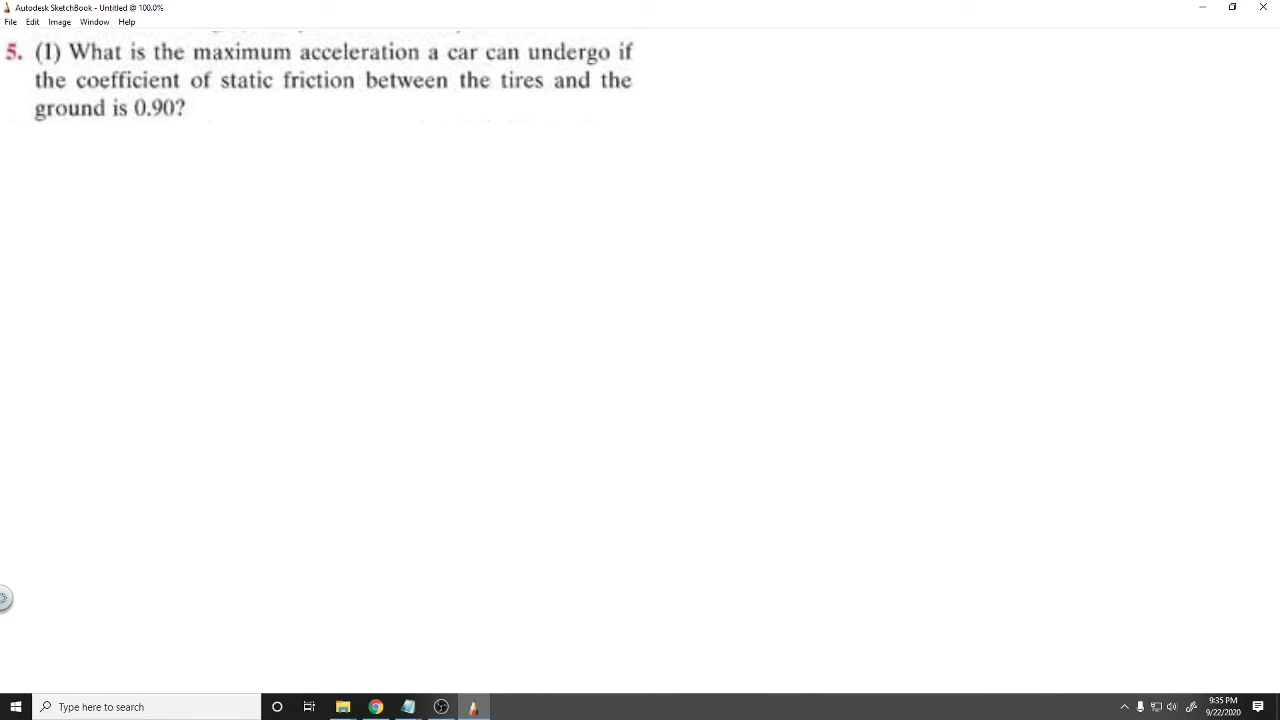 Autodesk SketchBook - Untitled @ 100.0%
File Edit Image Window Help
5. (I) What is the maximum acceleration a car can undergo if
the coefficient of static friction between the tires and the
ground is 0.90?
Type here to search
9:35 PM
9/22/2020